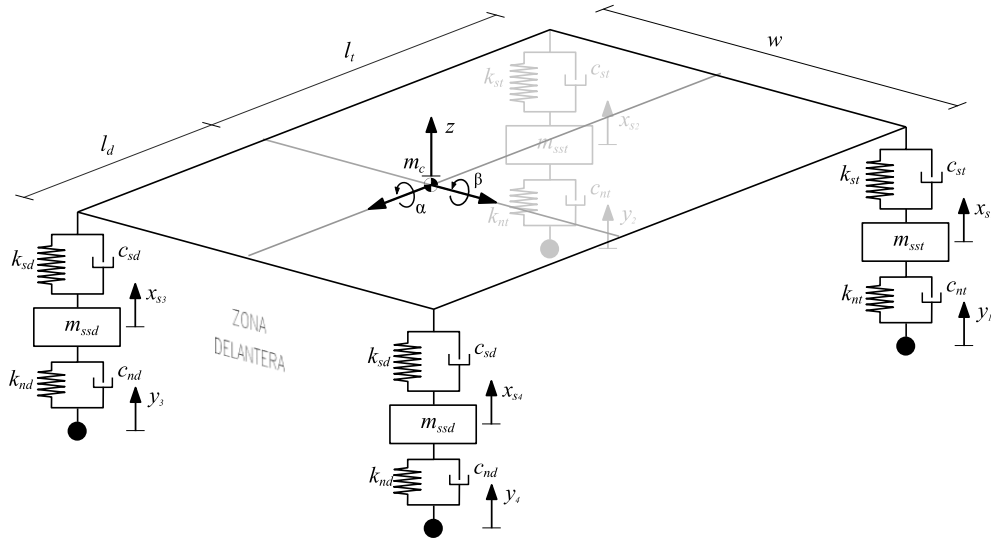 l_t
w
l_d
k_st
c_st
z
x_s2
m_c
m_sst
β
α
k_nt
c_nt
y_2
k_st
c_st
x_s
m_sst
k_nt
c_nt
y_1
k_sd
c_sd
x_s3
m_ssd
ZONA
DELANTERA
k_nd
c_nd
y_3
k_sd
c_sd
x_s4
m_ssd
k_nd
c_nd
y_4